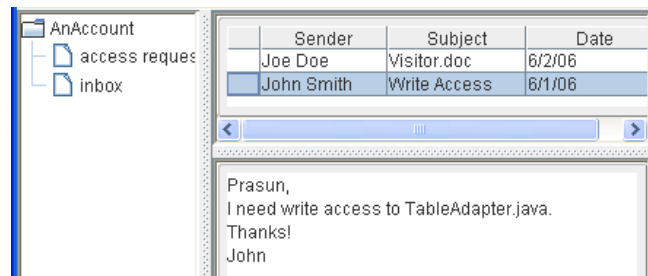 AnAccount
access reques
inbox
Sender Subject Date
Joe Doe Visitor.doc 6/2/06
John Smith Write Access 6/1/06
Prasun,
I need write access to TableAdapter.java.
Thanks!
John